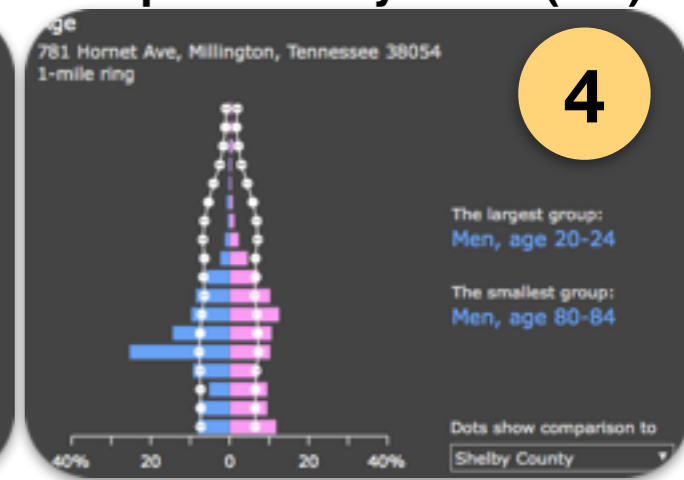 Age
781 Hornet Ave, Millington, Tennessee 38054
1-mile ring
4
The largest group:
Men, age 20-24
The smallest group:
Men, age 80-84
Dots show comparison to
Shelby County
40% 20 0 20 40%